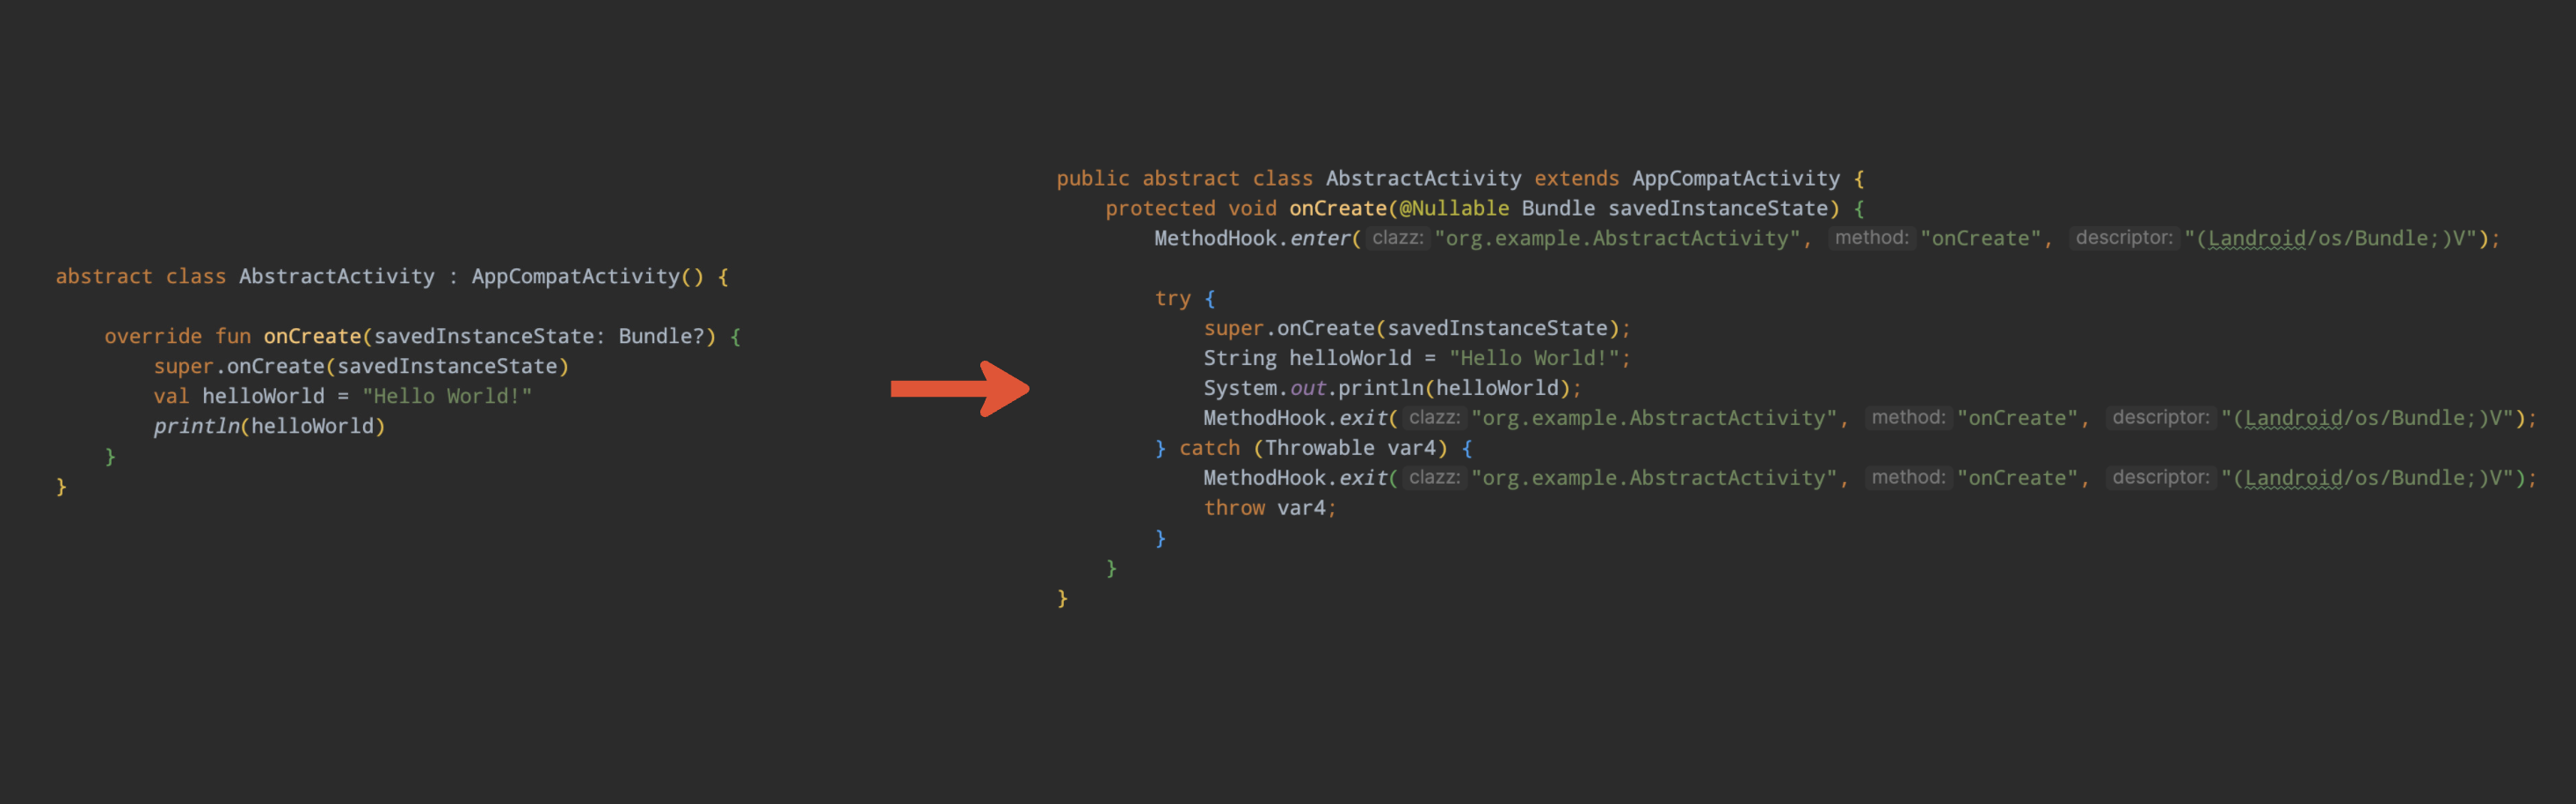 abstract class AbstractActivity : AppCompatActivity() {
override fun onCreate(savedInstanceState: Bundle?) {
super.onCreate(savedInstanceState)
val helloWorld = "Hello World!"
println(helloWorld)
}
}
public abstract class AbstractActivity extends AppCompatActivity {
protected void onCreate(@Nullable Bundle savedInstanceState) {
MethodHook.enter( clazz: "org.example.AbstractActivity", method: "onCreate", descriptor: "(Landroid/os/Bundle;)V");
try {
super.onCreate(savedInstanceState);
String helloWorld = "Hello World!";
System.out.println(helloWorld);
MethodHook.exit( clazz: "org.example.AbstractActivity", method: "onCreate", descriptor: "(Landroid/os/Bundle;)V");
} catch (Throwable var4) {
MethodHook.exit( clazz: "org.example.AbstractActivity", method: "onCreate", descriptor: "(Landroid/os/Bundle;)V");
throw var4;
}
}
}